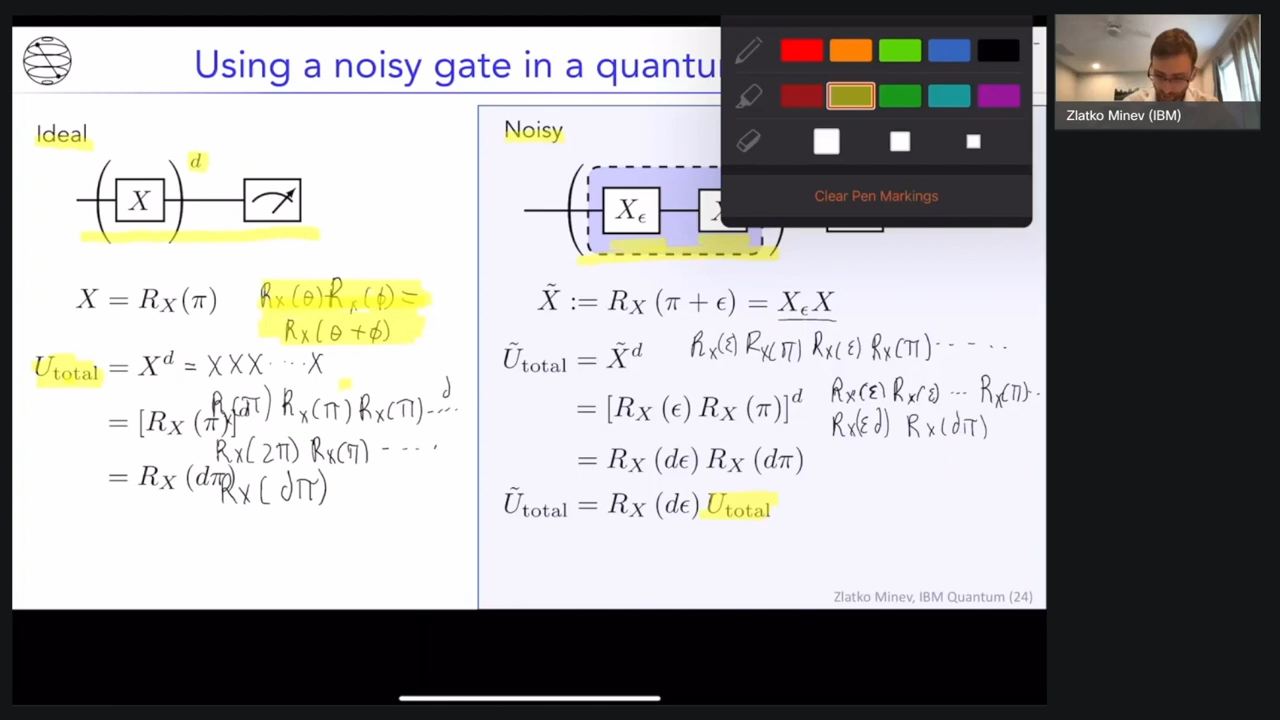 Using a noisy gate in a quantu
Ideal
( X ) d
X = R_X (π)
R_X(θ) R_X(φ) =
R_X(θ + φ)
U_total = X^d = X X X ... X
= [R_X (π)]^d
R_X(π) R_X(π) R_X(π) .... d
R_X(2π) R_X(π) - - - -
= R_X (dπ)
R_X( dπ)
Noisy
( X_ϵ X )
X̃ := R_X (π + ϵ) = X_ϵ X
Ũ_total = X̃^d
R_X(ε) R_X(π) R_X(ε) R_X(π) - - - - -
= [R_X (ϵ) R_X (π)]^d
R_X(ε) R_X(ε) ... R_X(π)..
R_X(εd) R_X(dπ)
= R_X (dϵ) R_X (dπ)
Ũ_total = R_X (dϵ) U_total
Zlatko Minev, IBM Quantum (24)
Clear Pen Markings
Zlatko Minev (IBM)